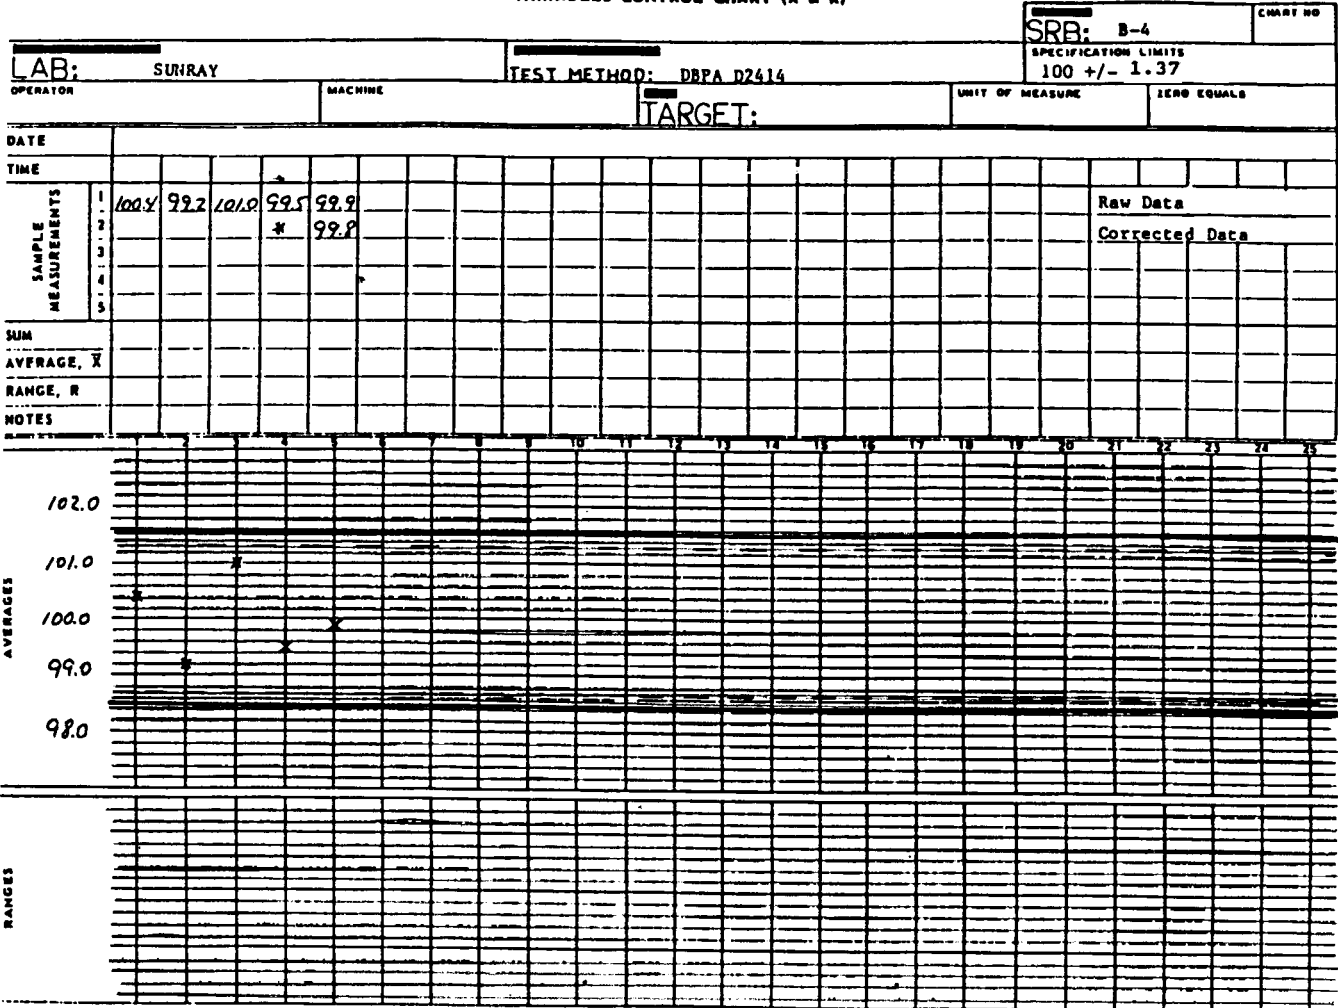 VARIABLES CONTROL CHART (X & R)
SRB: B-4
CHART NO
LAB: SUNRAY
TEST METHOD: DBPA D2414
SPECIFICATION LIMITS
100 +/- 1.37
OPERATOR
MACHINE
TARGET:
UNIT OF MEASURE
ZERO EQUALS
DATE
TIME
SAMPLE MEASUREMENTS
1 100.4 99.2 101.0 99.5 99.9 Raw Data
2 * 99.8 Corrected Data
3
4
5
SUM
AVERAGE, X̄
RANGE, R
NOTES
1 2 3 4 5 6 7 8 9 10 11 12 13 14 15 16 17 18 19 20 21 22 23 24 25
AVERAGES
102.0
101.0
100.0
99.0
98.0
RANGES